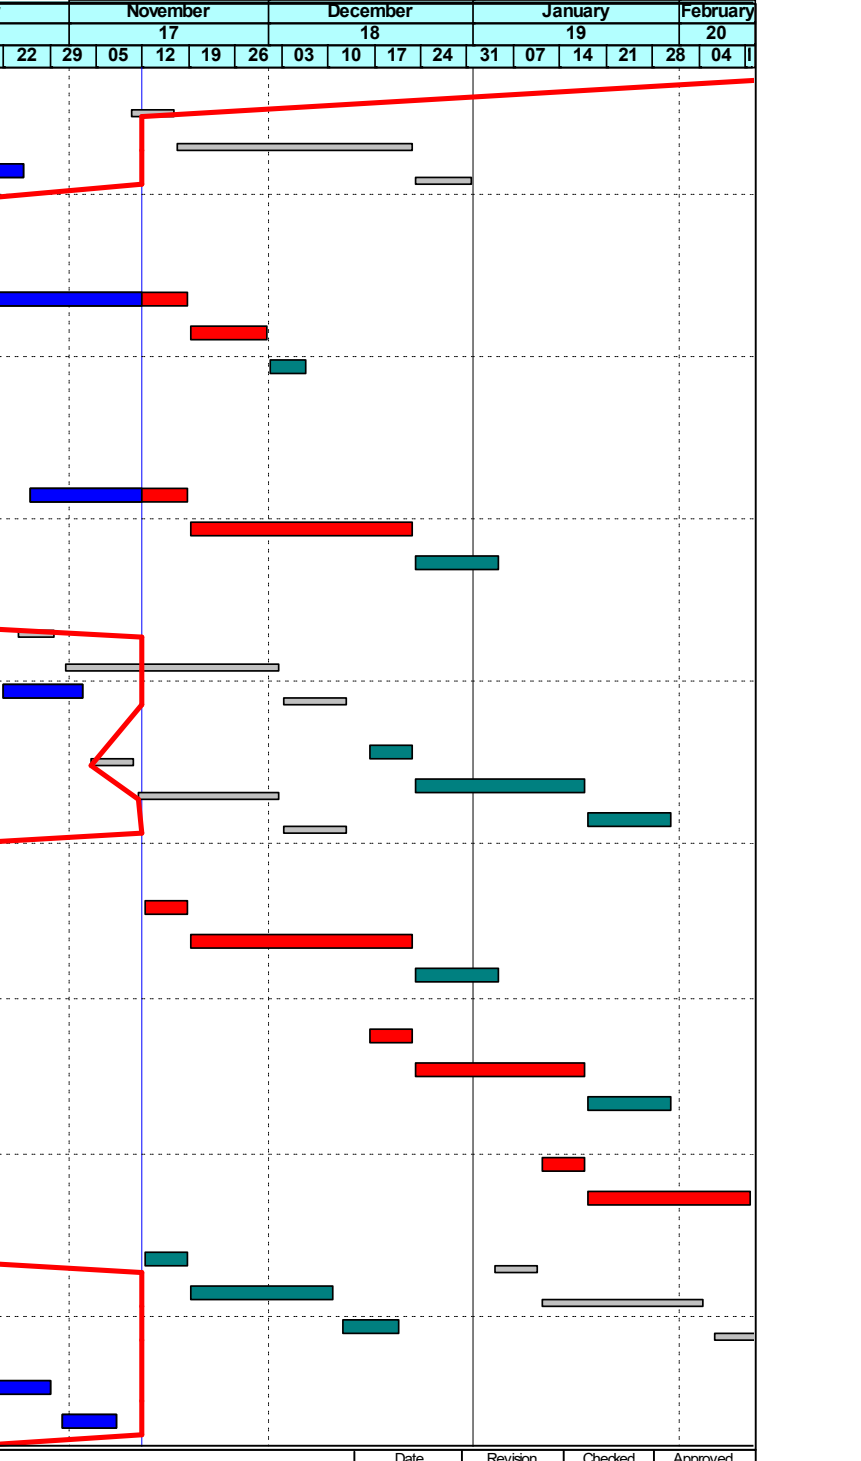 November December January February
17 18 19 20
22 29 05 12 19 26 03 10 17 24 31 07 14 21 28 04
Date Revision Checked Approved